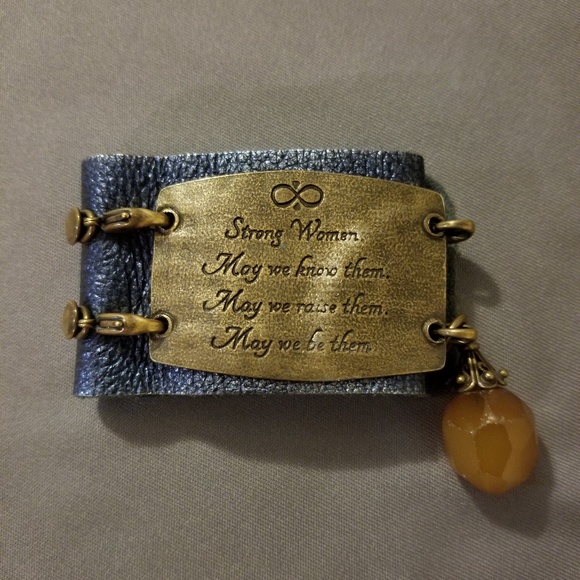 Strong Women.
May we know them.
May we raise them.
May we be them.